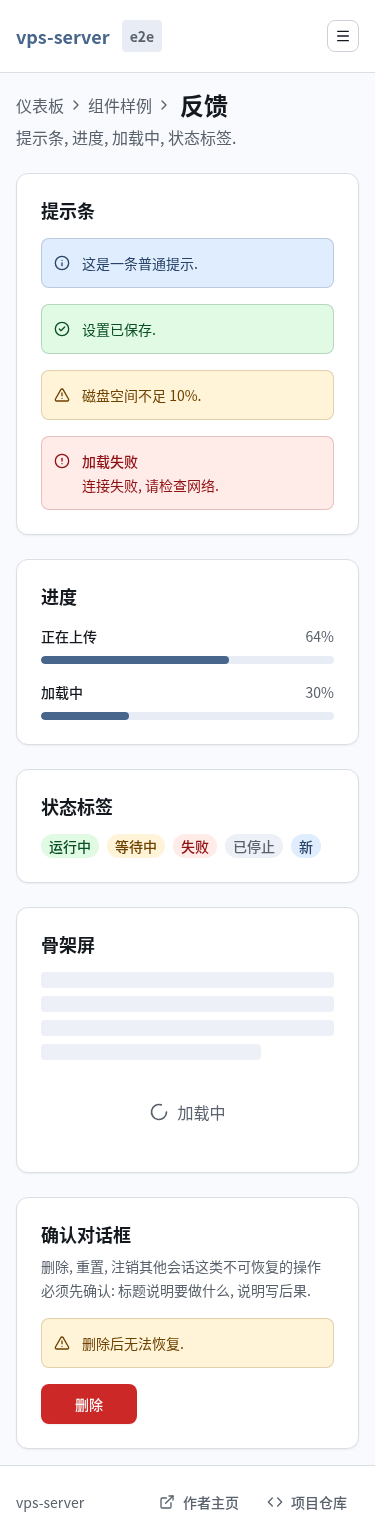 vps-server e2e
仪表板 组件样例 反馈
提示条, 进度, 加载中, 状态标签.
提示条
这是一条普通提示.
设置已保存.
磁盘空间不足 10%.
加载失败
连接失败, 请检查网络.
进度
正在上传 64%
加载中 30%
状态标签
运行中 等待中 失败 已停止 新
骨架屏
加载中
确认对话框
删除, 重置, 注销其他会话这类不可恢复的操作
必须先确认: 标题说明要做什么, 说明写后果.
删除后无法恢复.
删除
vps-server 作者主页 项目仓库